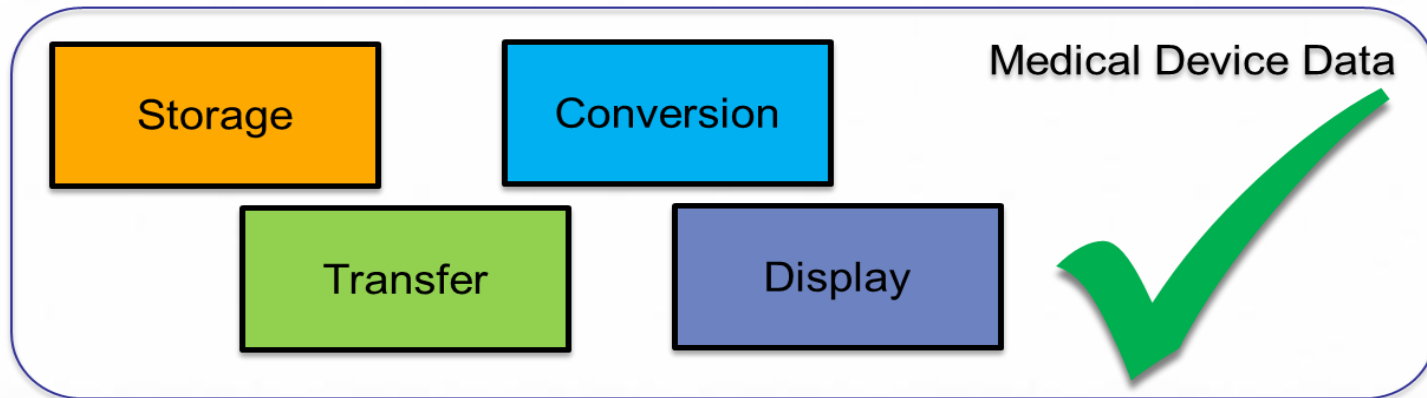 Medical Device Data
Storage
Conversion
Transfer
Display